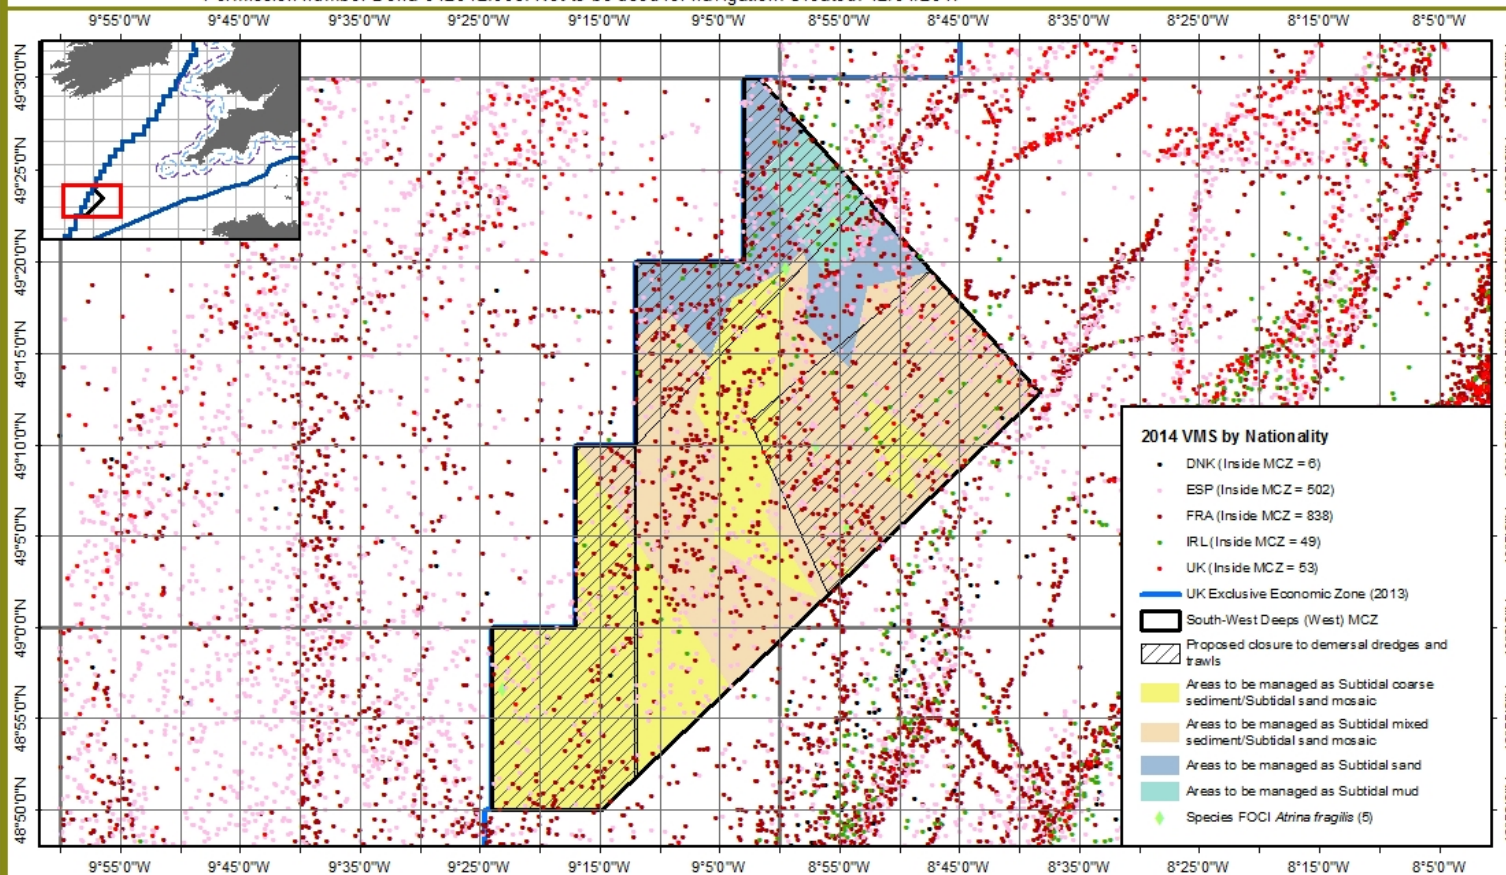 9°55'0"W 9°45'0"W 9°35'0"W 9°25'0"W 9°15'0"W 9°5'0"W 8°55'0"W 8°45'0"W 8°35'0"W 8°25'0"W 8°15'0"W 8°5'0"W
49°30'0"N
49°25'0"N
49°20'0"N
49°15'0"N
49°10'0"N
49°5'0"N
49°0'0"N
48°55'0"N
48°50'0"N
2014 VMS by Nationality
DNK (Inside MCZ = 6)
ESP (Inside MCZ = 502)
FRA (Inside MCZ = 838)
IRL (Inside MCZ = 49)
UK (Inside MCZ = 53)
UK Exclusive Economic Zone (2013)
South-West Deeps (West) MCZ
Proposed closure to demersal dredges and
trawls
Areas to be managed as Subtidal coarse
sediment/Subtidal sand mosaic
Areas to be managed as Subtidal mixed
sediment/Subtidal sand mosaic
Areas to be managed as Subtidal sand
Areas to be managed as Subtidal mud
Species FOCI Atrina fragilis (5)
9°55'0"W 9°45'0"W 9°35'0"W 9°25'0"W 9°15'0"W 9°5'0"W 8°55'0"W 8°45'0"W 8°35'0"W 8°25'0"W 8°15'0"W 8°5'0"W